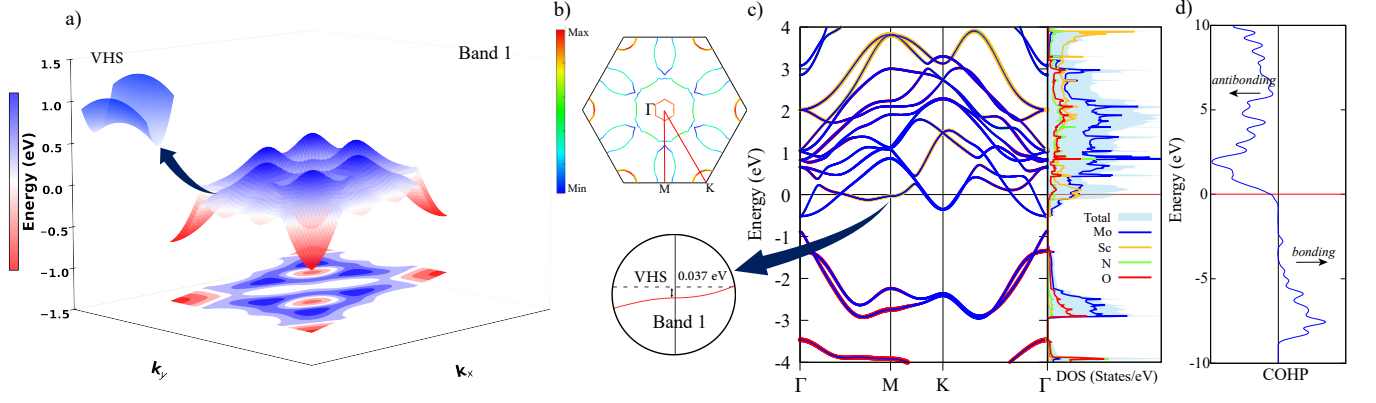 a)
VHS
Band 1
Energy (eV)
1.5
1.0
0.5
0.0
−0.5
−1.0
−1.5
k_y
k_x
b)
Max
Min
Γ
M
K
VHS
0.037 eV
Band 1
c)
Energy (eV)
4
3
2
1
0
-1
-2
-3
-4
Γ
M
K
Γ
DOS (States/eV)
Total
Mo
Sc
N
O
d)
Energy (eV)
10
5
0
-5
-10
antibonding
bonding
COHP